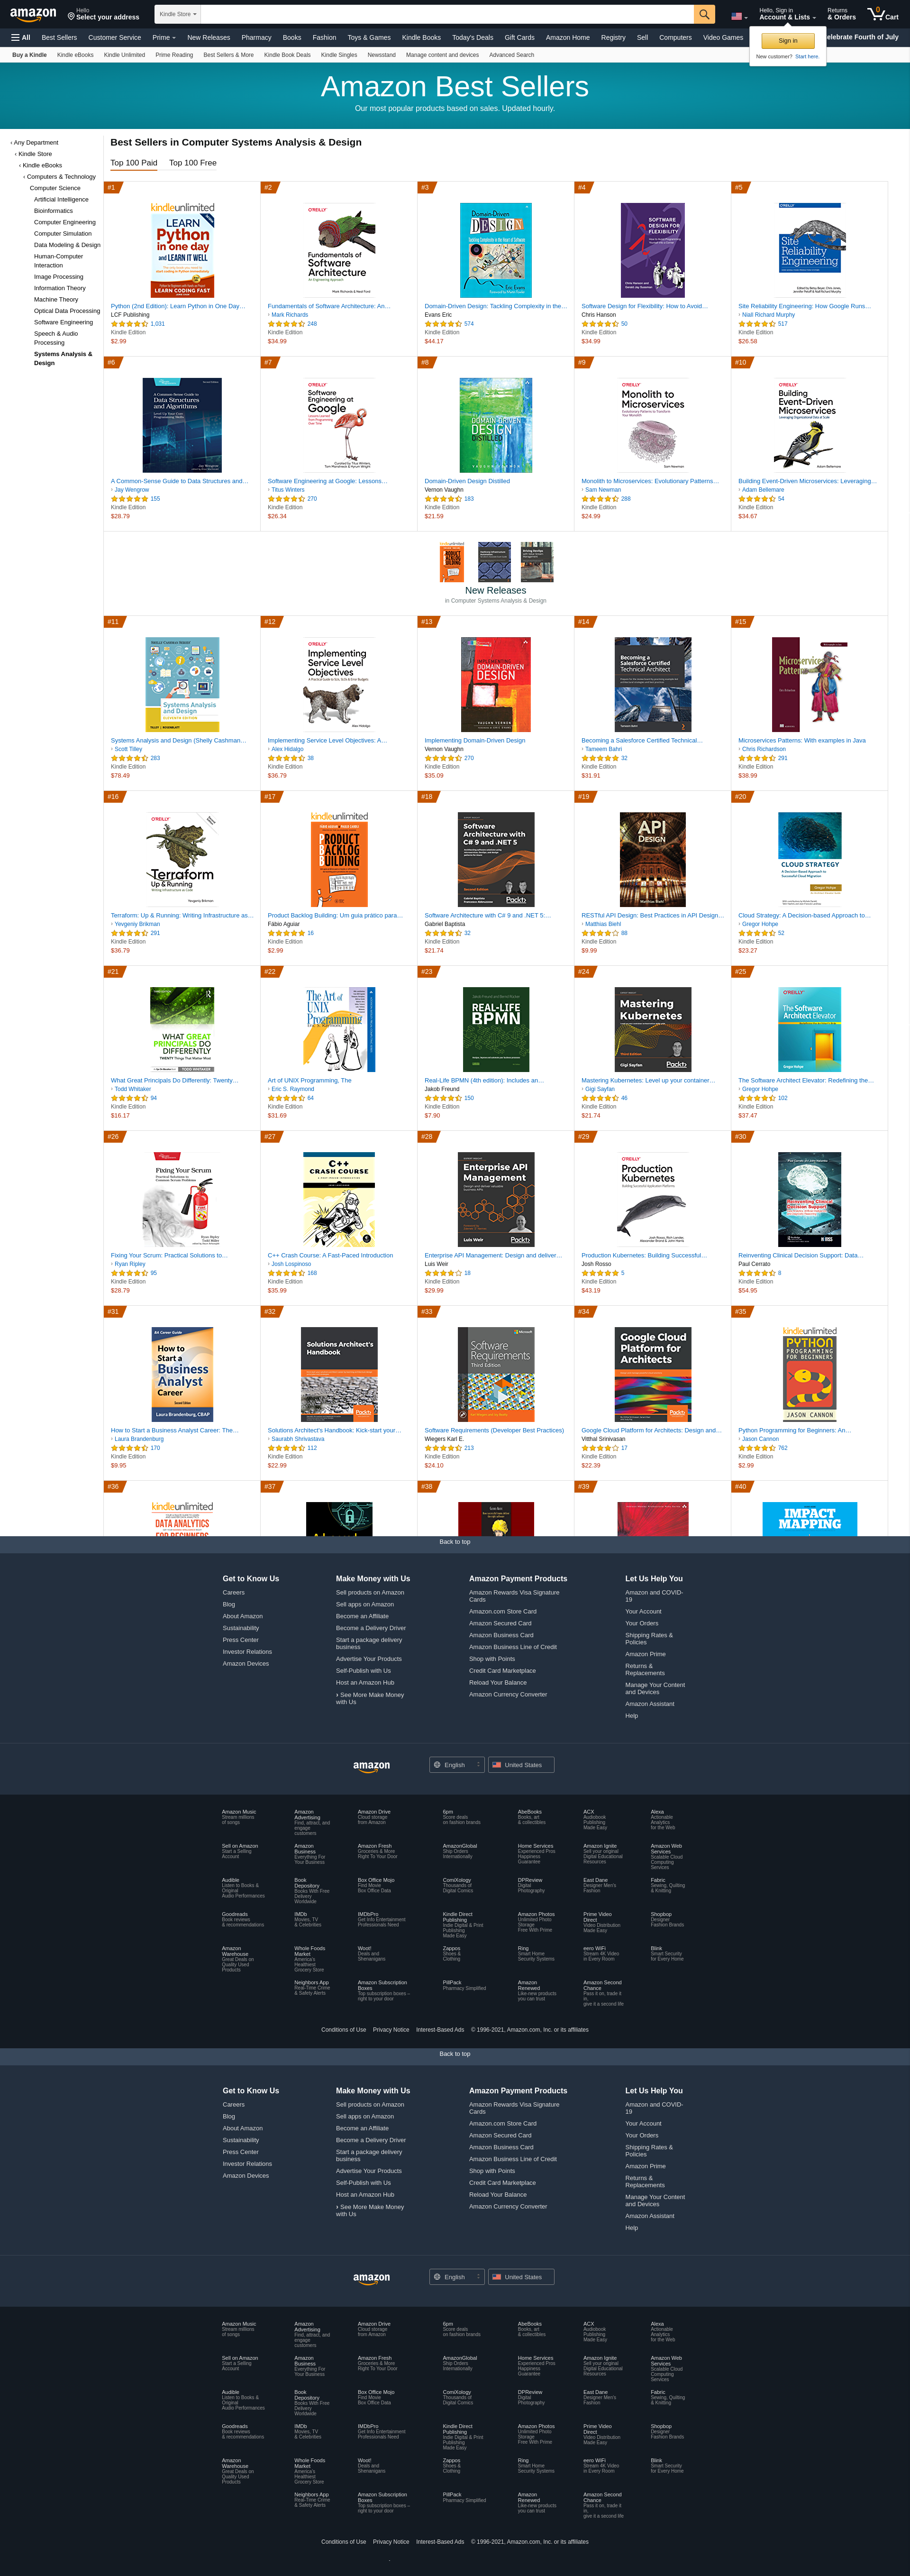 amazon
Hello
Select your address
Kindle Store
Hello, Sign in
Account & Lists
Returns
& Orders
0
Cart
All
Best Sellers
Customer Service
Prime
New Releases
Pharmacy
Books
Fashion
Toys & Games
Kindle Books
Today's Deals
Gift Cards
Amazon Home
Registry
Sell
Computers
Video Games
elebrate Fourth of July
Sign in
New customer? Start here.
Buy a Kindle
Kindle eBooks
Kindle Unlimited
Prime Reading
Best Sellers & More
Kindle Book Deals
Kindle Singles
Newsstand
Manage content and devices
Advanced Search
Amazon Best Sellers
Our most popular products based on sales. Updated hourly.
‹ Any Department
‹ Kindle Store
‹ Kindle eBooks
‹ Computers & Technology
Computer Science
Artificial Intelligence
Bioinformatics
Computer Engineering
Computer Simulation
Data Modeling & Design
Human-Computer
Interaction
Image Processing
Information Theory
Machine Theory
Optical Data Processing
Software Engineering
Speech & Audio
Processing
Systems Analysis &
Design
Best Sellers in Computer Systems Analysis & Design
Top 100 Paid
Top 100 Free
#1
Python (2nd Edition): Learn Python in One Day…
LCF Publishing
1,031
Kindle Edition
$2.99
#2
Fundamentals of Software Architecture: An…
› Mark Richards
248
Kindle Edition
$34.99
#3
Domain-Driven Design: Tackling Complexity in the…
Evans Eric
574
Kindle Edition
$44.17
#4
Software Design for Flexibility: How to Avoid…
Chris Hanson
50
Kindle Edition
$34.99
#5
Site Reliability Engineering: How Google Runs…
› Niall Richard Murphy
517
Kindle Edition
$26.58
#6
A Common-Sense Guide to Data Structures and…
› Jay Wengrow
155
Kindle Edition
$28.79
#7
Software Engineering at Google: Lessons…
› Titus Winters
270
Kindle Edition
$26.34
#8
Domain-Driven Design Distilled
Vernon Vaughn
183
Kindle Edition
$21.59
#9
Monolith to Microservices: Evolutionary Patterns…
› Sam Newman
288
Kindle Edition
$24.99
#10
Building Event-Driven Microservices: Leveraging…
› Adam Bellemare
54
Kindle Edition
$34.67
New Releases
in Computer Systems Analysis & Design
#11
Systems Analysis and Design (Shelly Cashman…
› Scott Tilley
283
Kindle Edition
$78.49
#12
Implementing Service Level Objectives: A…
› Alex Hidalgo
38
Kindle Edition
$36.79
#13
Implementing Domain-Driven Design
Vernon Vaughn
270
Kindle Edition
$35.09
#14
Becoming a Salesforce Certified Technical…
› Tameem Bahri
32
Kindle Edition
$31.91
#15
Microservices Patterns: With examples in Java
› Chris Richardson
291
Kindle Edition
$38.99
#16
Terraform: Up & Running: Writing Infrastructure as…
› Yevgeniy Brikman
291
Kindle Edition
$36.79
#17
Product Backlog Building: Um guia prático para…
Fábio Aguiar
16
Kindle Edition
$2.99
#18
Software Architecture with C# 9 and .NET 5:…
Gabriel Baptista
32
Kindle Edition
$21.74
#19
RESTful API Design: Best Practices in API Design…
› Matthias Biehl
88
Kindle Edition
$9.99
#20
Cloud Strategy: A Decision-based Approach to…
› Gregor Hohpe
52
Kindle Edition
$23.27
#21
What Great Principals Do Differently: Twenty…
› Todd Whitaker
94
Kindle Edition
$16.17
#22
Art of UNIX Programming, The
› Eric S. Raymond
64
Kindle Edition
$31.69
#23
Real-Life BPMN (4th edition): Includes an…
Jakob Freund
150
Kindle Edition
$7.90
#24
Mastering Kubernetes: Level up your container…
› Gigi Sayfan
46
Kindle Edition
$21.74
#25
The Software Architect Elevator: Redefining the…
› Gregor Hohpe
102
Kindle Edition
$37.47
#26
Fixing Your Scrum: Practical Solutions to…
› Ryan Ripley
95
Kindle Edition
$28.79
#27
C++ Crash Course: A Fast-Paced Introduction
› Josh Lospinoso
168
Kindle Edition
$35.99
#28
Enterprise API Management: Design and deliver…
Luis Weir
18
Kindle Edition
$29.99
#29
Production Kubernetes: Building Successful…
Josh Rosso
5
Kindle Edition
$43.19
#30
Reinventing Clinical Decision Support: Data…
Paul Cerrato
8
Kindle Edition
$54.95
#31
How to Start a Business Analyst Career: The…
› Laura Brandenburg
170
Kindle Edition
$9.95
#32
Solutions Architect's Handbook: Kick-start your…
› Saurabh Shrivastava
112
Kindle Edition
$22.99
#33
Software Requirements (Developer Best Practices)
Wiegers Karl E.
213
Kindle Edition
$24.10
#34
Google Cloud Platform for Architects: Design and…
Vitthal Srinivasan
17
Kindle Edition
$22.39
#35
Python Programming for Beginners: An…
› Jason Cannon
762
Kindle Edition
$2.99
#36
kindleunlimited
DATA ANALYTICS
#37
#38
#39
#40
IMPACT
MAPPING
Back to top
Get to Know Us
Careers
Blog
About Amazon
Sustainability
Press Center
Investor Relations
Amazon Devices
Make Money with Us
Sell products on Amazon
Sell apps on Amazon
Become an Affiliate
Become a Delivery Driver
Start a package delivery
business
Advertise Your Products
Self-Publish with Us
Host an Amazon Hub
› See More Make Money
with Us
Amazon Payment Products
Amazon Rewards Visa Signature
Cards
Amazon.com Store Card
Amazon Secured Card
Amazon Business Card
Amazon Business Line of Credit
Shop with Points
Credit Card Marketplace
Reload Your Balance
Amazon Currency Converter
Let Us Help You
Amazon and COVID-
19
Your Account
Your Orders
Shipping Rates &
Policies
Amazon Prime
Returns &
Replacements
Manage Your Content
and Devices
Amazon Assistant
Help
amazon
English
United States
Amazon Music
Stream millions
of songs
Amazon
Advertising
Find, attract, and
engage
customers
Amazon Drive
Cloud storage
from Amazon
6pm
Score deals
on fashion brands
AbeBooks
Books, art
& collectibles
ACX
Audiobook
Publishing
Made Easy
Alexa
Actionable
Analytics
for the Web
Sell on Amazon
Start a Selling
Account
Amazon
Business
Everything For
Your Business
Amazon Fresh
Groceries & More
Right To Your Door
AmazonGlobal
Ship Orders
Internationally
Home Services
Experienced Pros
Happiness
Guarantee
Amazon Ignite
Sell your original
Digital Educational
Resources
Amazon Web
Services
Scalable Cloud
Computing
Services
Audible
Listen to Books &
Original
Audio Performances
Book
Depository
Books With Free
Delivery
Worldwide
Box Office Mojo
Find Movie
Box Office Data
ComiXology
Thousands of
Digital Comics
DPReview
Digital
Photography
East Dane
Designer Men's
Fashion
Fabric
Sewing, Quilting
& Knitting
Goodreads
Book reviews
& recommendations
IMDb
Movies, TV
& Celebrities
IMDbPro
Get Info Entertainment
Professionals Need
Kindle Direct
Publishing
Indie Digital & Print
Publishing
Made Easy
Amazon Photos
Unlimited Photo
Storage
Free With Prime
Prime Video
Direct
Video Distribution
Made Easy
Shopbop
Designer
Fashion Brands
Amazon
Warehouse
Great Deals on
Quality Used
Products
Whole Foods
Market
America's
Healthiest
Grocery Store
Woot!
Deals and
Shenanigans
Zappos
Shoes &
Clothing
Ring
Smart Home
Security Systems
eero WiFi
Stream 4K Video
in Every Room
Blink
Smart Security
for Every Home
Neighbors App
Real-Time Crime
& Safety Alerts
Amazon Subscription
Boxes
Top subscription boxes –
right to your door
PillPack
Pharmacy Simplified
Amazon
Renewed
Like-new products
you can trust
Amazon Second
Chance
Pass it on, trade it
in,
give it a second life
Conditions of Use
Privacy Notice
Interest-Based Ads
© 1996-2021, Amazon.com, Inc. or its affiliates
Back to top
Get to Know Us
Careers
Blog
About Amazon
Sustainability
Press Center
Investor Relations
Amazon Devices
Make Money with Us
Sell products on Amazon
Sell apps on Amazon
Become an Affiliate
Become a Delivery Driver
Start a package delivery
business
Advertise Your Products
Self-Publish with Us
Host an Amazon Hub
› See More Make Money
with Us
Amazon Payment Products
Amazon Rewards Visa Signature
Cards
Amazon.com Store Card
Amazon Secured Card
Amazon Business Card
Amazon Business Line of Credit
Shop with Points
Credit Card Marketplace
Reload Your Balance
Amazon Currency Converter
Let Us Help You
Amazon and COVID-
19
Your Account
Your Orders
Shipping Rates &
Policies
Amazon Prime
Returns &
Replacements
Manage Your Content
and Devices
Amazon Assistant
Help
amazon
English
United States
Amazon Music
Stream millions
of songs
Amazon
Advertising
Find, attract, and
engage
customers
Amazon Drive
Cloud storage
from Amazon
6pm
Score deals
on fashion brands
AbeBooks
Books, art
& collectibles
ACX
Audiobook
Publishing
Made Easy
Alexa
Actionable
Analytics
for the Web
Sell on Amazon
Start a Selling
Account
Amazon
Business
Everything For
Your Business
Amazon Fresh
Groceries & More
Right To Your Door
AmazonGlobal
Ship Orders
Internationally
Home Services
Experienced Pros
Happiness
Guarantee
Amazon Ignite
Sell your original
Digital Educational
Resources
Amazon Web
Services
Scalable Cloud
Computing
Services
Audible
Listen to Books &
Original
Audio Performances
Book
Depository
Books With Free
Delivery
Worldwide
Box Office Mojo
Find Movie
Box Office Data
ComiXology
Thousands of
Digital Comics
DPReview
Digital
Photography
East Dane
Designer Men's
Fashion
Fabric
Sewing, Quilting
& Knitting
Goodreads
Book reviews
& recommendations
IMDb
Movies, TV
& Celebrities
IMDbPro
Get Info Entertainment
Professionals Need
Kindle Direct
Publishing
Indie Digital & Print
Publishing
Made Easy
Amazon Photos
Unlimited Photo
Storage
Free With Prime
Prime Video
Direct
Video Distribution
Made Easy
Shopbop
Designer
Fashion Brands
Amazon
Warehouse
Great Deals on
Quality Used
Products
Whole Foods
Market
America's
Healthiest
Grocery Store
Woot!
Deals and
Shenanigans
Zappos
Shoes &
Clothing
Ring
Smart Home
Security Systems
eero WiFi
Stream 4K Video
in Every Room
Blink
Smart Security
for Every Home
Neighbors App
Real-Time Crime
& Safety Alerts
Amazon Subscription
Boxes
Top subscription boxes –
right to your door
PillPack
Pharmacy Simplified
Amazon
Renewed
Like-new products
you can trust
Amazon Second
Chance
Pass it on, trade it
in,
give it a second life
Conditions of Use
Privacy Notice
Interest-Based Ads
© 1996-2021, Amazon.com, Inc. or its affiliates